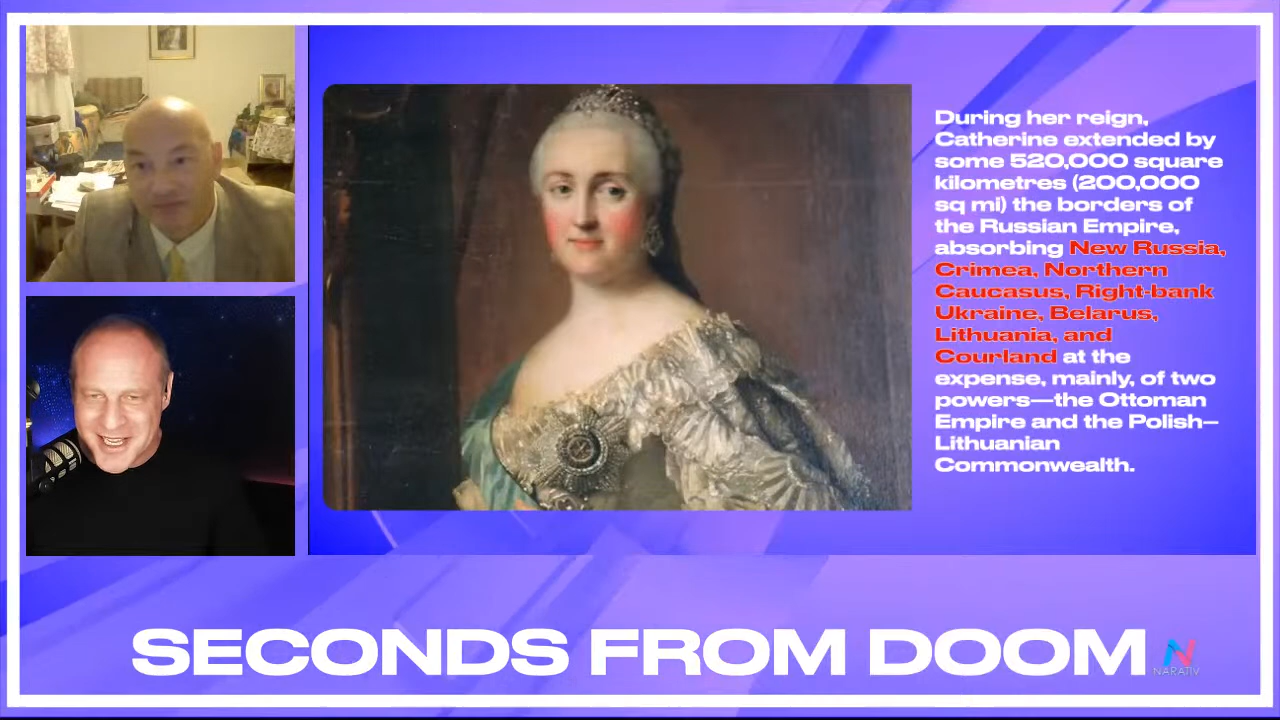 During her reign,
Catherine extended by
some 520,000 square
kilometres (200,000
sq mi) the borders of
the Russian Empire,
absorbing New Russia,
Crimea, Northern
Caucasus, Right-bank
Ukraine, Belarus,
Lithuania, and
Courland at the
expense, mainly, of two
powers—the Ottoman
Empire and the Polish–
Lithuanian
Commonwealth.
SECONDS FROM DOOM
N
NARATIV